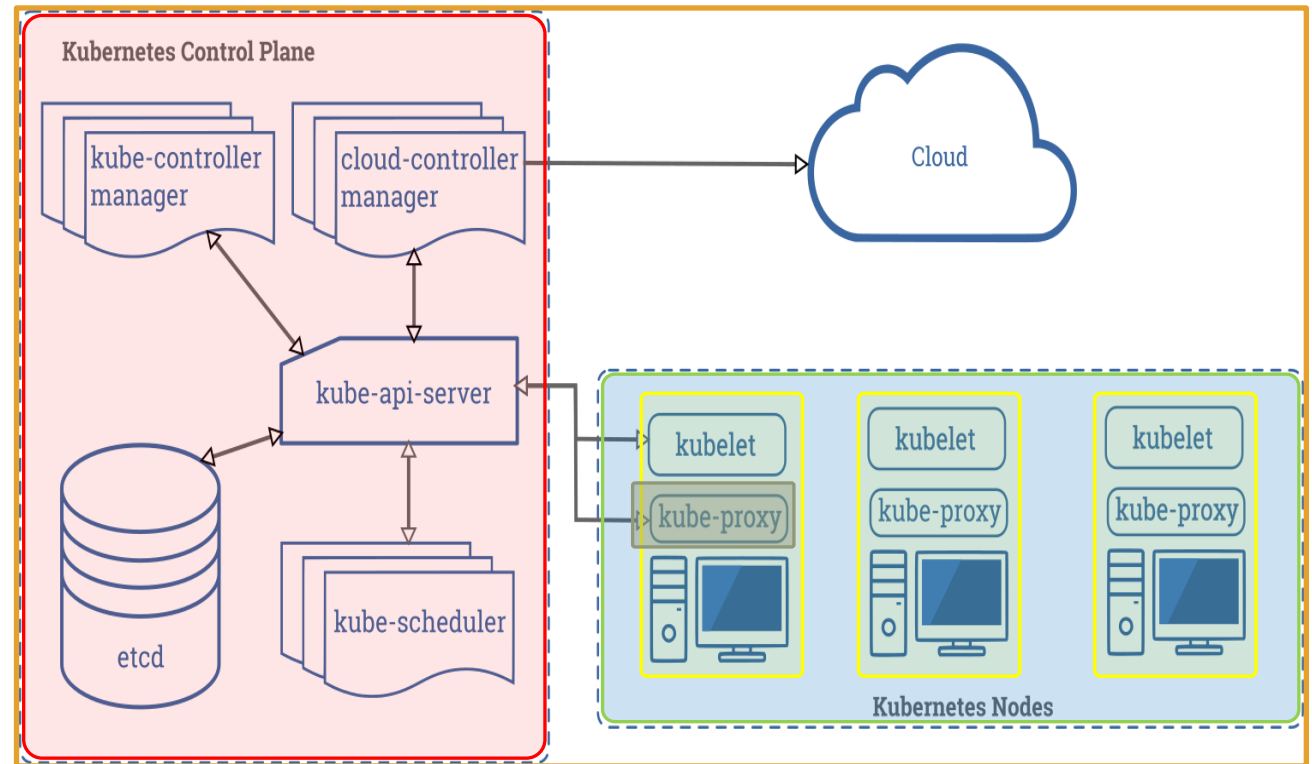 Kubernetes Control Plane
kube-controller
manager
cloud-controller
manager
Cloud
kube-api-server
etcd
kube-scheduler
kubelet
kube-proxy
kubelet
kube-proxy
kubelet
kube-proxy
Kubernetes Nodes